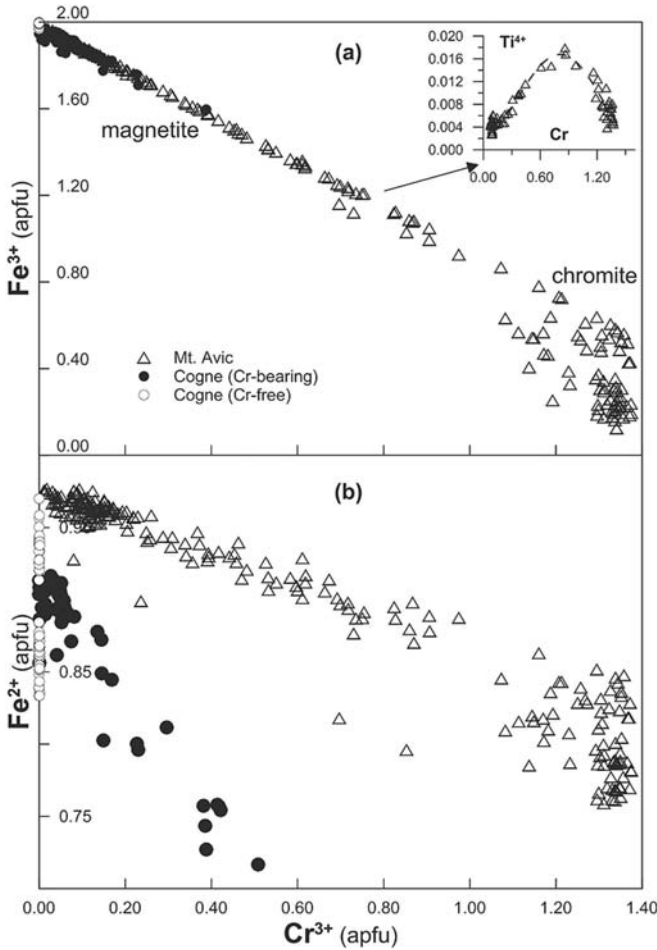 2.00
(a)
0.020
Ti⁴⁺
0.016
1.60
0.012
magnetite
0.008
0.004
Cr
0.000
0.00 0.60 1.20
1.20
Fe³⁺ (apfu)
0.80
chromite
△ Mt. Avic
● Cogne (Cr-bearing)
○ Cogne (Cr-free)
0.40
0.00
(b)
Fe²⁺ (apfu)
0.85
0.75
0.00 0.20 0.40 0.60 0.80 1.00 1.20 1.40
Cr³⁺ (apfu)